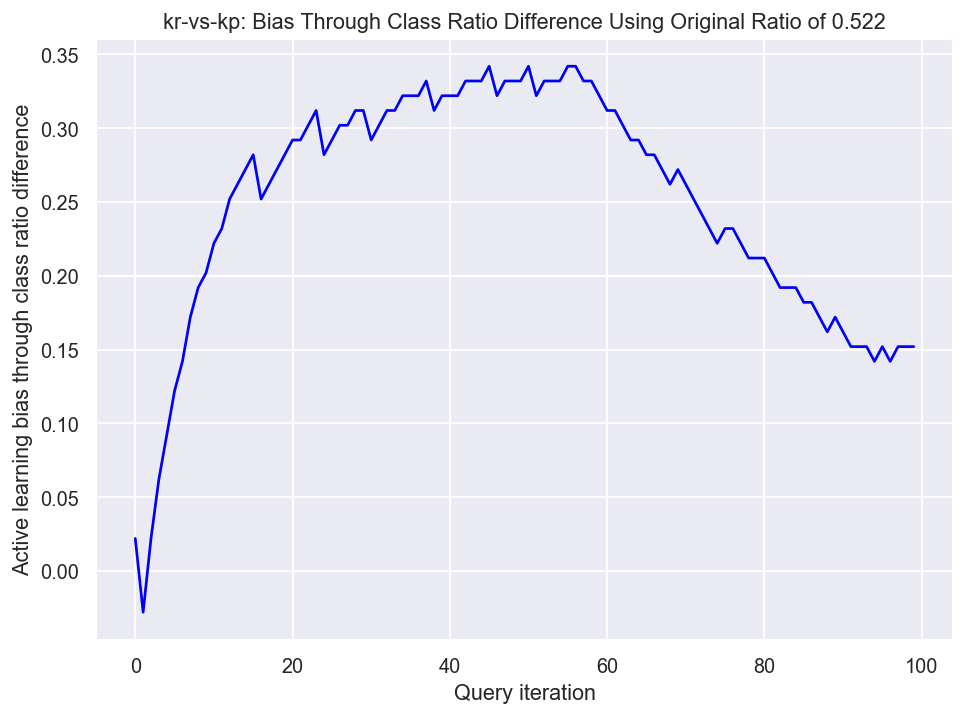 kr-vs-kp: Bias Through Class Ratio Difference Using Original Ratio of 0.522
Active learning bias through class ratio difference
0.35
0.30
0.25
0.20
0.15
0.10
0.05
0.00
0 20 40 60 80 100
Query iteration